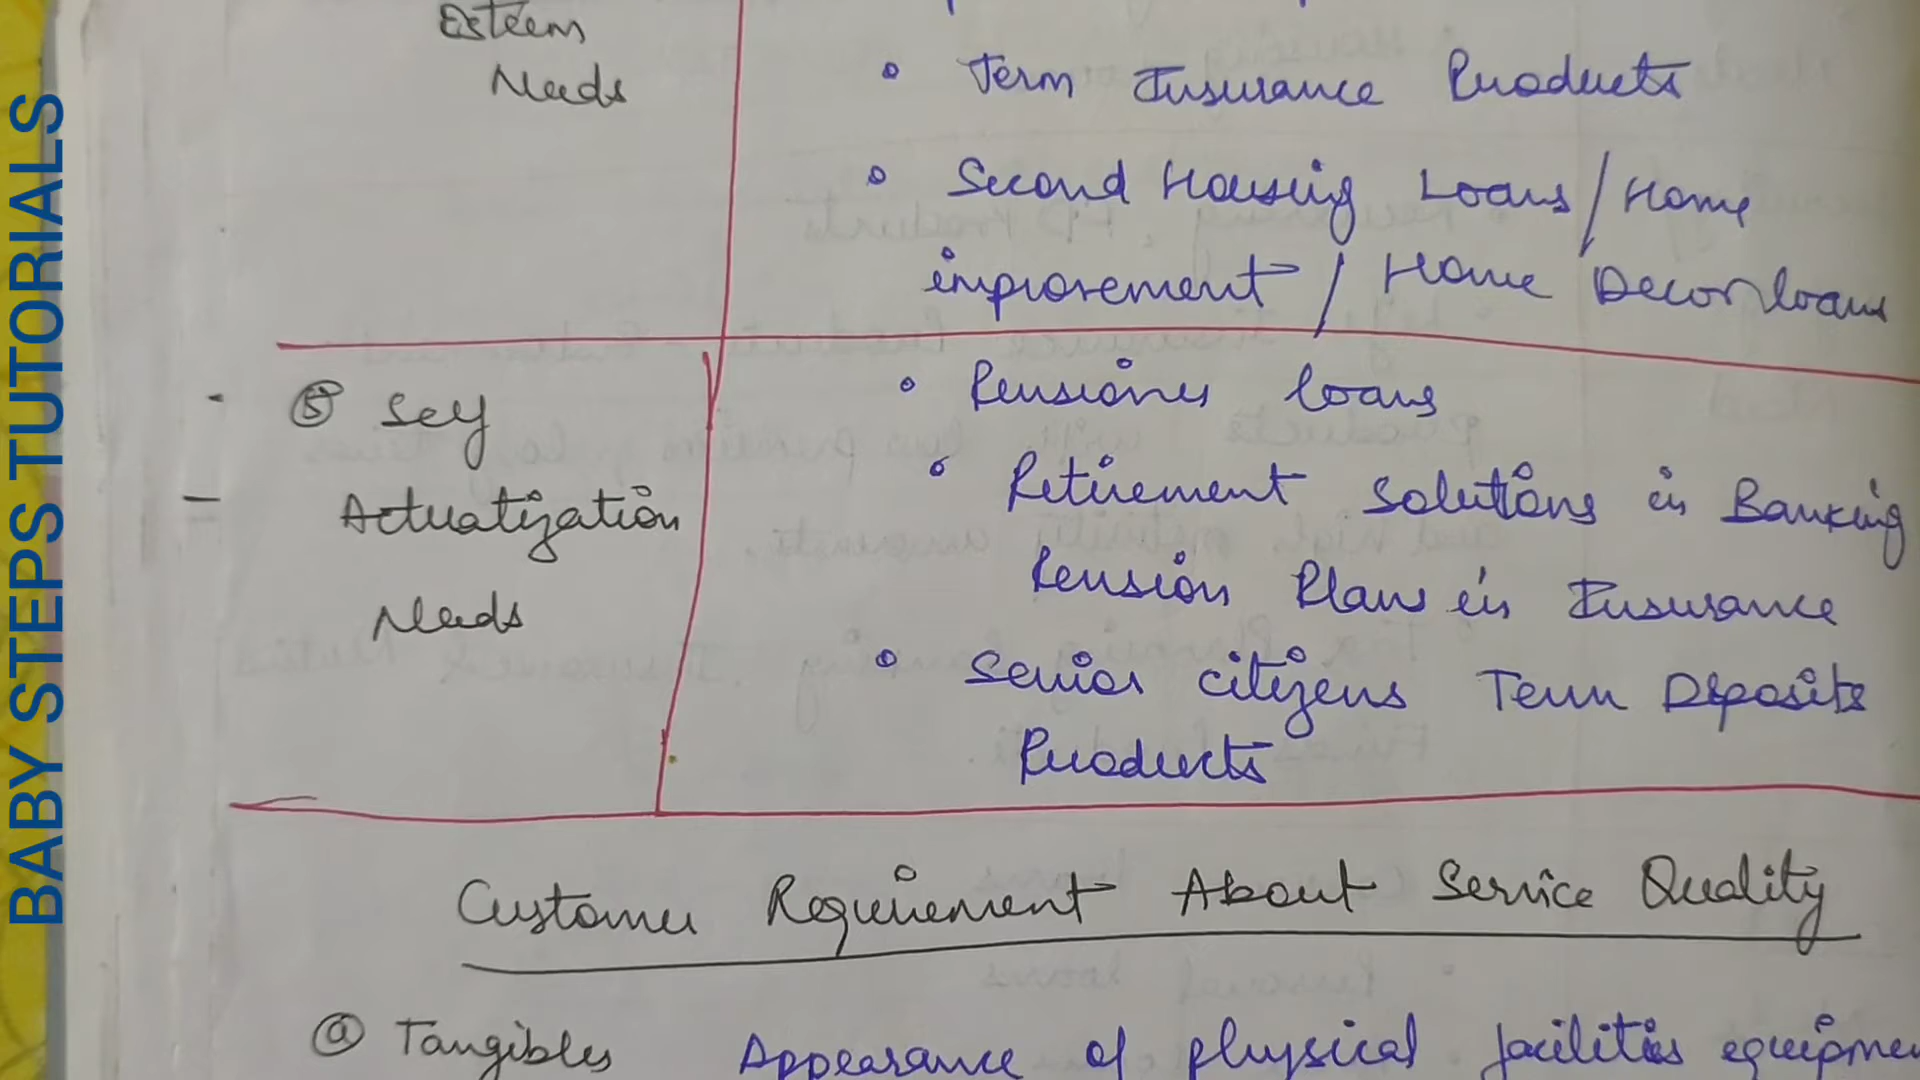 BABY STEPS TUTORIALS
Esteem
Needs
• Term Insurance Products
• Second Housing Loans / Home
improvement / Home Decor loans
⑤ Self
Actualization
Needs
• Pensioners loans
• Retirement Solutions in Banking
Pension Plans in Insurance
• Senior citizens Term Deposits
Products
Customer Requirement About Service Quality
ⓐ Tangibles Appearance of physical facilities equipmen